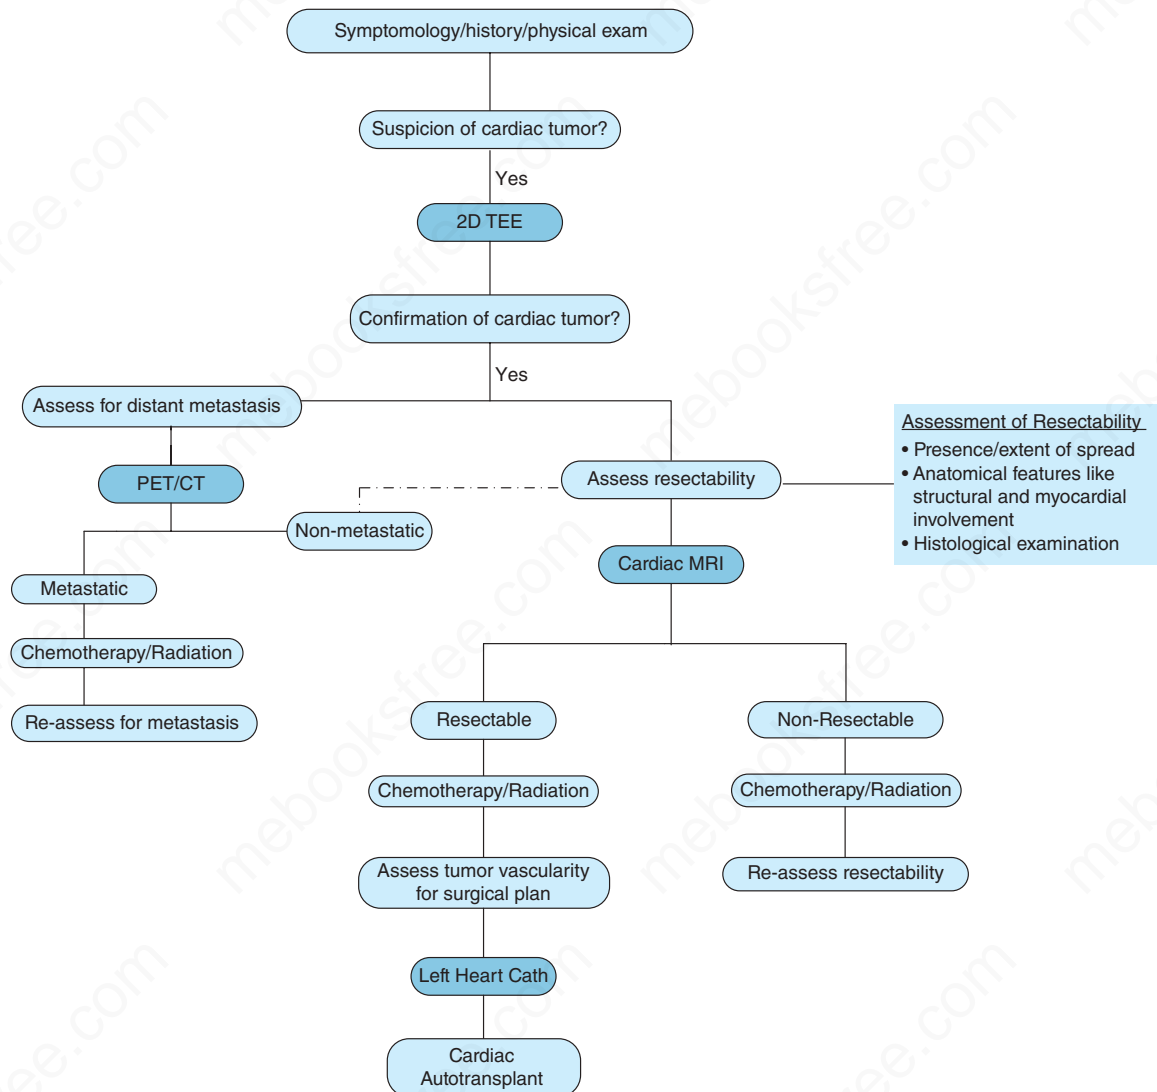 Symptomology/history/physical exam
Suspicion of cardiac tumor?
Yes
2D TEE
Confirmation of cardiac tumor?
Yes
Assess for distant metastasis
PET/CT
Non-metastatic
Metastatic
Chemotherapy/Radiation
Re-assess for metastasis
Assess resectability
Assessment of Resectability
• Presence/extent of spread
• Anatomical features like
structural and myocardial
involvement
• Histological examination
Cardiac MRI
Resectable
Chemotherapy/Radiation
Assess tumor vascularity
for surgical plan
Left Heart Cath
Cardiac
Autotransplant
Non-Resectable
Chemotherapy/Radiation
Re-assess resectability
mebooksfree.com